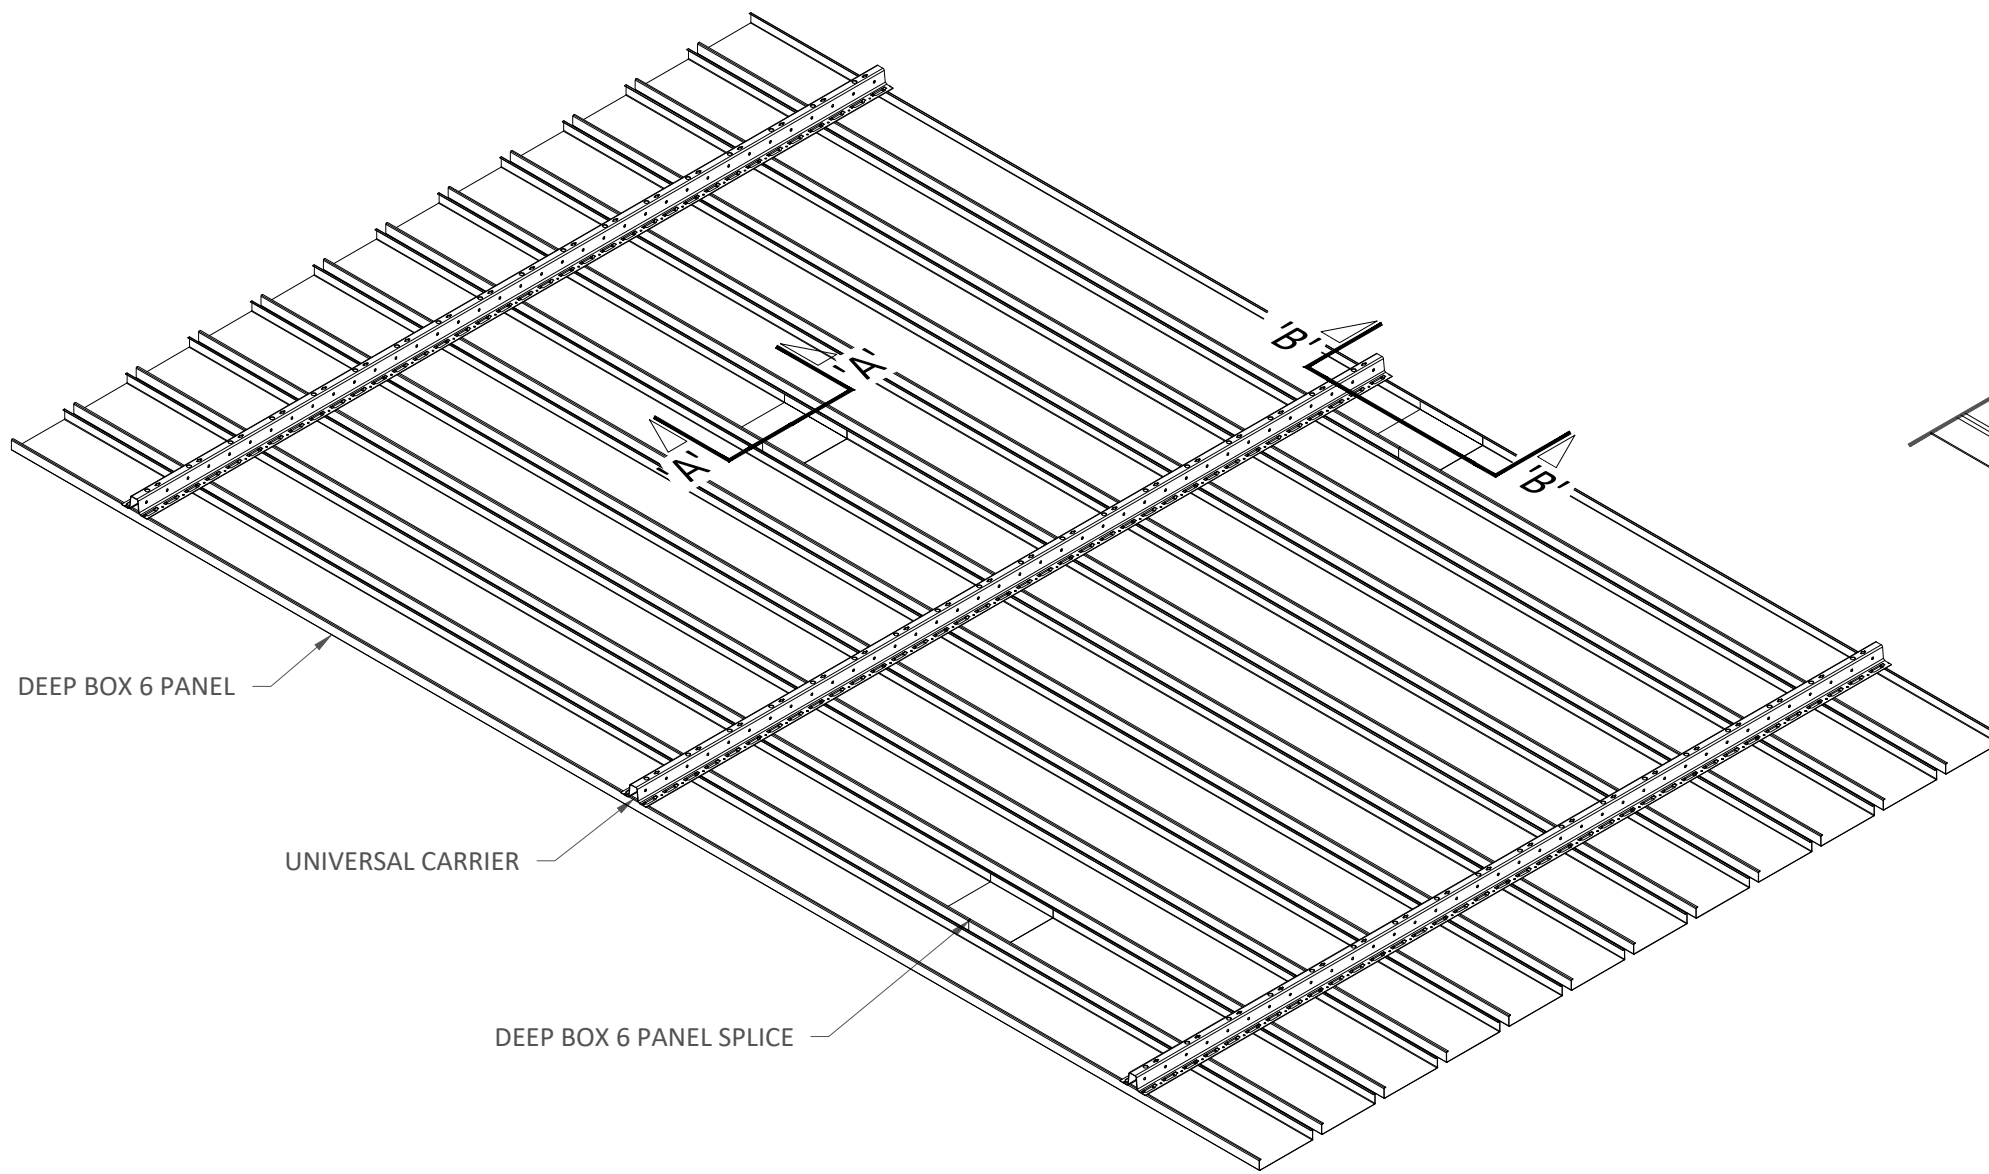 'B'
'A'
'A'
'B'
DEEP BOX 6 PANEL
UNIVERSAL CARRIER
DEEP BOX 6 PANEL SPLICE